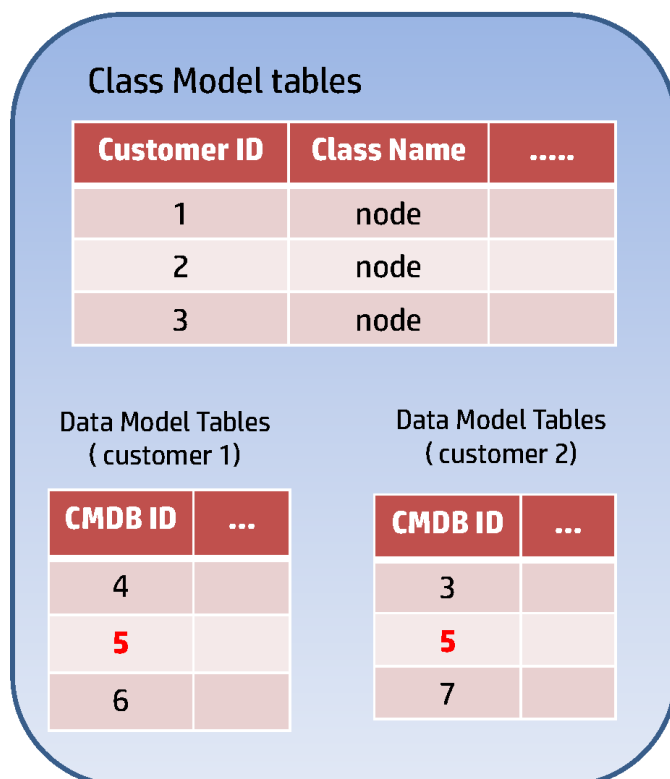 Class Model tables
Customer ID Class Name .....
1 node
2 node
3 node
Data Model Tables
( customer 1)
CMDB ID ...
4
5
6
Data Model Tables
( customer 2)
CMDB ID ...
3
5
7